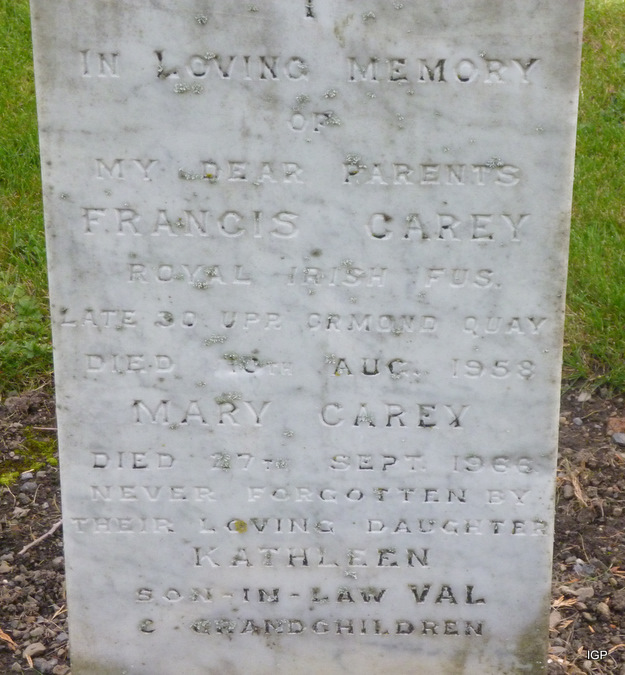 IN LOVING MEMORY
OF
MY DEAR PARENTS
FRANCIS CAREY
ROYAL IRISH FUS.
LATE 30 UPR. ORMOND QUAY
DIED TH AUG. 1958
MARY CAREY
DIED 27TH SEPT. 1966
NEVER FORGOTTEN BY
THEIR LOVING DAUGHTER
KATHLEEN
SON-IN-LAW VAL
& GRANDCHILDREN
IGP